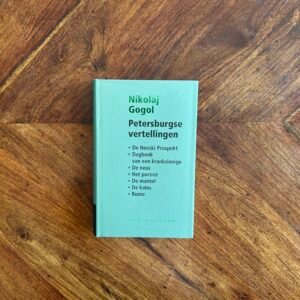 Nikolaj
Gogol
Petersburgse
vertellingen
• De Nevski Prospekt
• Dagboek
van een krankzinnige
• De neus
• Het portret
• De mantel
• De kales
• Rome
VAN OORSCHOT